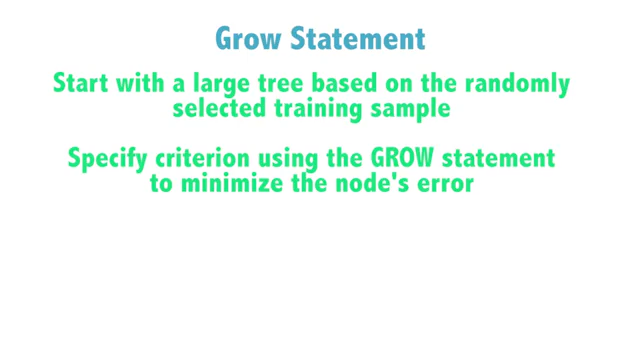 Grow Statement
Start with a large tree based on the randomly
selected training sample
Specify criterion using the GROW statement
to minimize the node's error